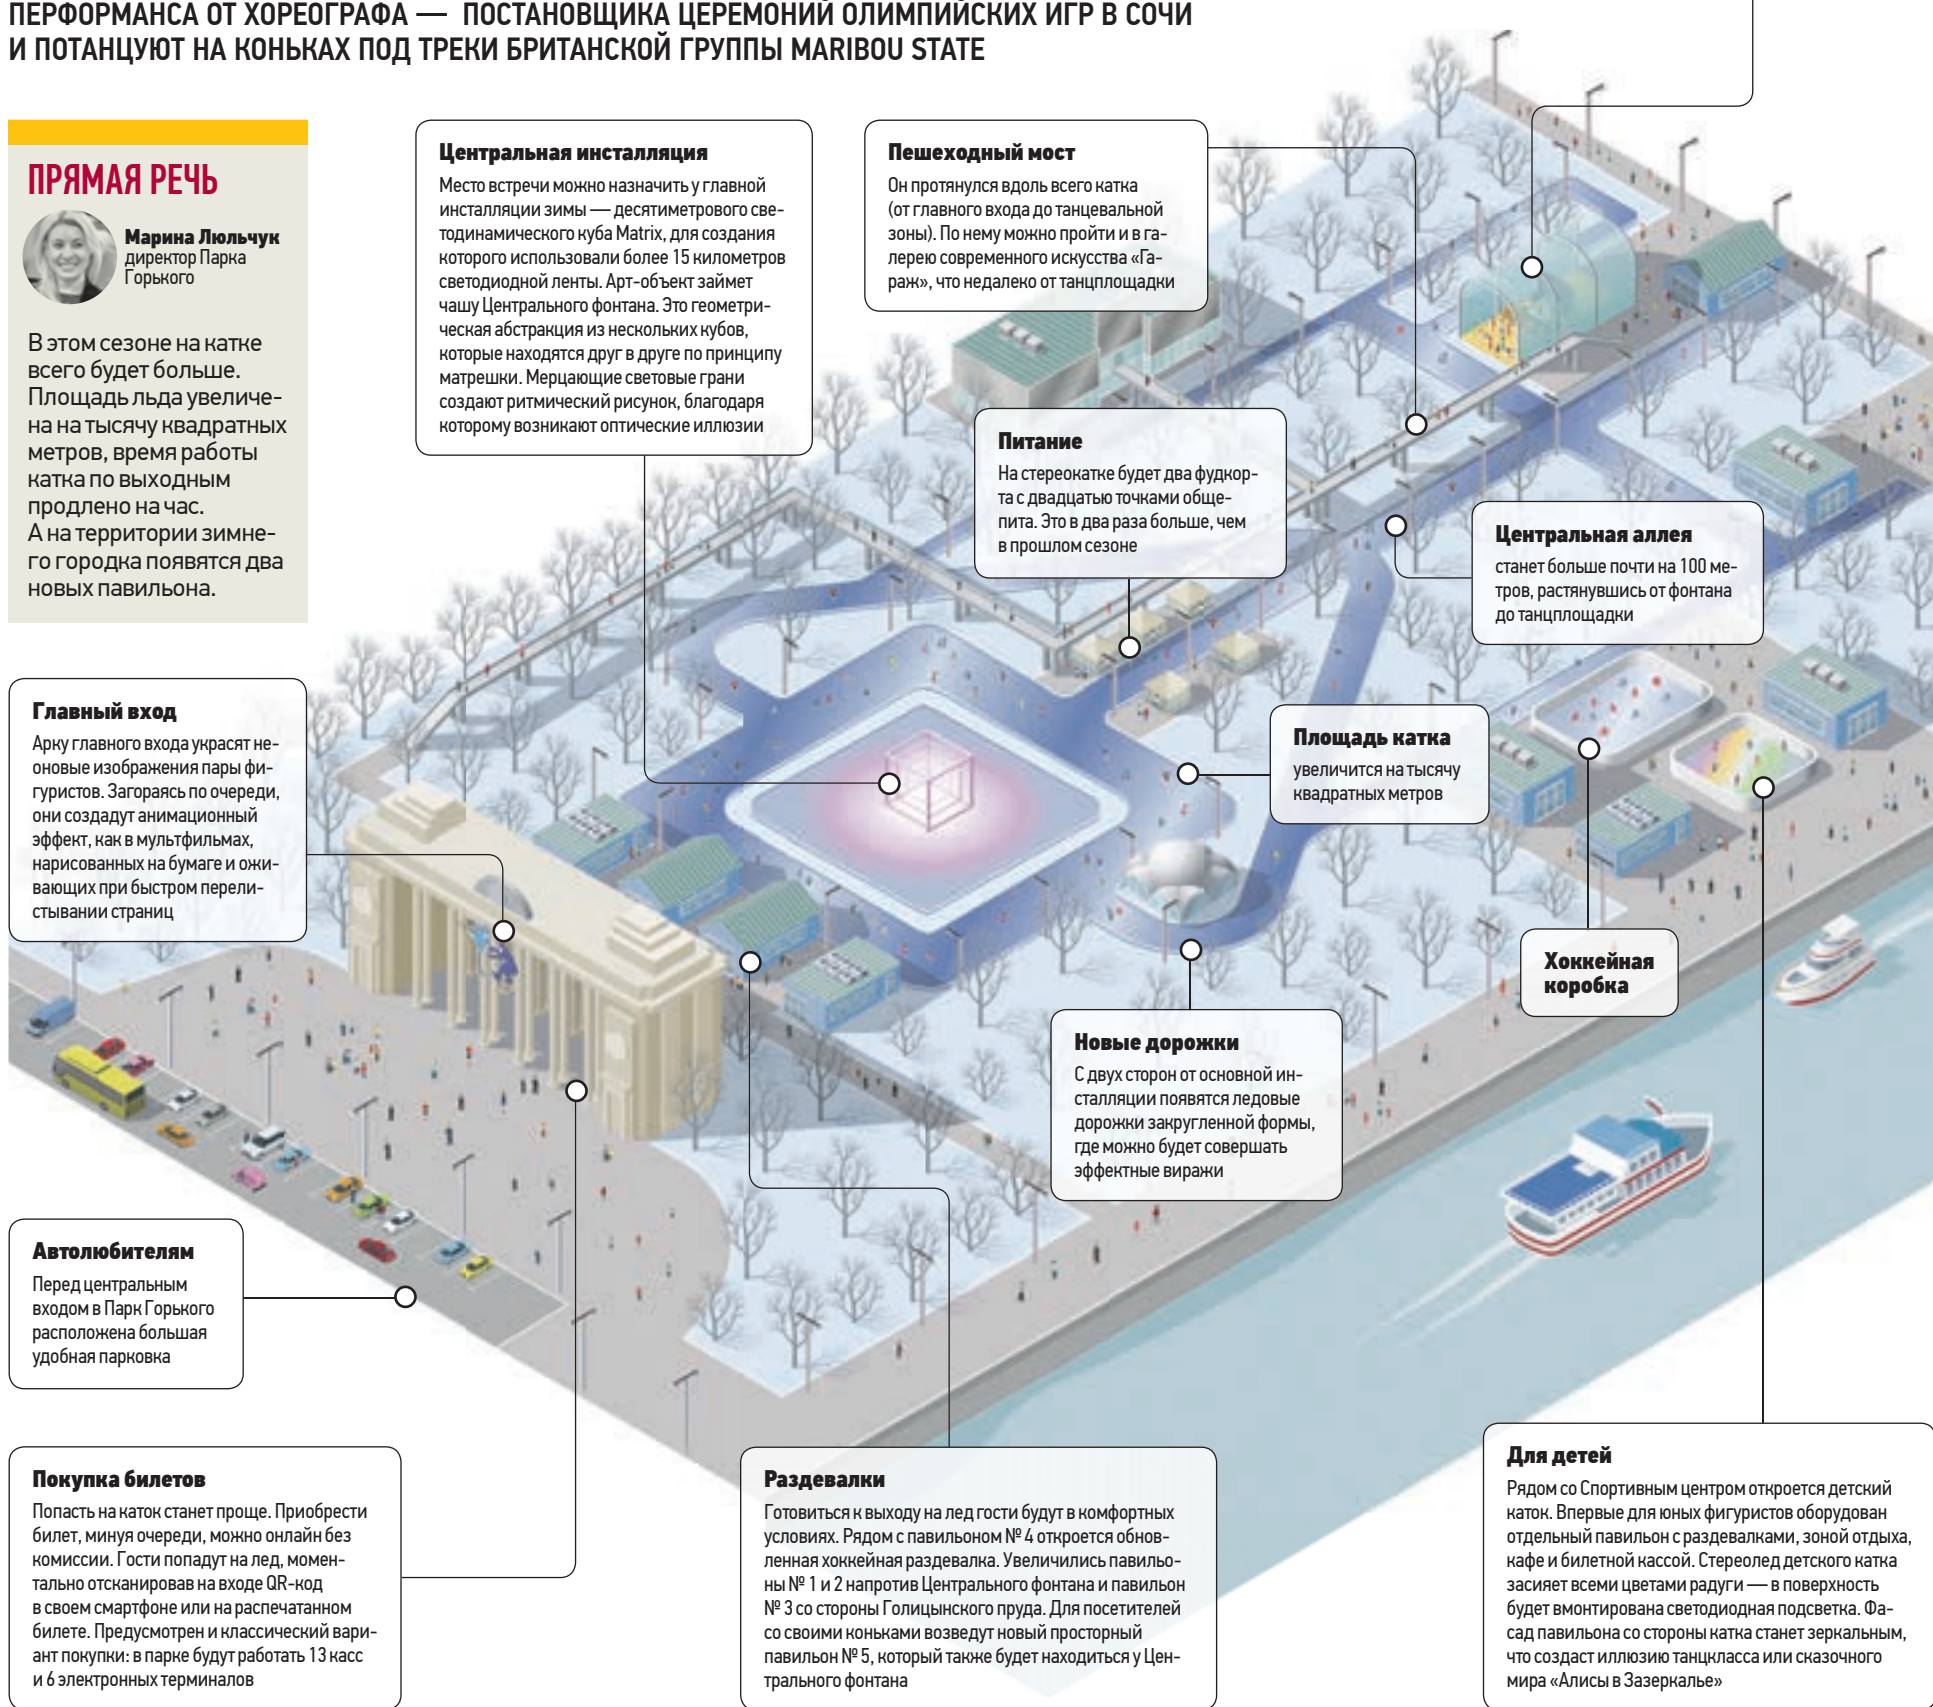 ПЕРФОРМАНСА ОТ ХОРЕОГРАФА — ПОСТАНОВЩИКА ЦЕРЕМОНИЙ ОЛИМПИЙСКИХ ИГР В СОЧИ
И ПОТАНЦУЮТ НА КОНЬКАХ ПОД ТРЕКИ БРИТАНСКОЙ ГРУППЫ MARIBOU STATE
ПРЯМАЯ РЕЧЬ
Марина Люльчук
директор Парка
Горького
В этом сезоне на катке
всего будет больше.
Площадь льда увеличе-
на на тысячу квадратных
метров, время работы
катка по выходным
продлено на час.
А на территории зимне-
го городка появятся два
новых павильона.
Центральная инсталляция
Место встречи можно назначить у главной
инсталляции зимы — десятиметрового све-
тодинамического куба Matrix, для создания
которого использовали более 15 километров
светодиодной ленты. Арт-объект займет
чашу Центрального фонтана. Это геометри-
ческая абстракция из нескольких кубов,
которые находятся друг в друге по принципу
матрешки. Мерцающие световые грани
создают ритмический рисунок, благодаря
которому возникают оптические иллюзии
Пешеходный мост
Он протянулся вдоль всего катка
(от главного входа до танцевальной
зоны). По нему можно пройти и в га-
лерею современного искусства «Га-
раж», что недалеко от танцплощадки
Питание
На стереокатке будет два фудкор-
та с двадцатью точками обще-
пита. Это в два раза больше, чем
в прошлом сезоне
Центральная аллея
станет больше почти на 100 ме-
тров, растянувшись от фонтана
до танцплощадки
Главный вход
Арку главного входа украсят не-
оновые изображения пары фи-
гуристов. Загораясь по очереди,
они создадут анимационный
эффект, как в мультфильмах,
нарисованных на бумаге и ожи-
вающих при быстром перели-
стывании страниц
Площадь катка
увеличится на тысячу
квадратных метров
Хоккейная
коробка
Новые дорожки
С двух сторон от основной ин-
сталляции появятся ледовые
дорожки закругленной формы,
где можно будет совершать
эффектные виражи
Автолюбителям
Перед центральным
входом в Парк Горького
расположена большая
удобная парковка
Покупка билетов
Попасть на каток станет проще. Приобрести
билет, минуя очереди, можно онлайн без
комиссии. Гости попадут на лед, момен-
тально отсканировав на входе QR-код
в своем смартфоне или на распечатанном
билете. Предусмотрен и классический вари-
ант покупки: в парке будут работать 13 касс
и 6 электронных терминалов
Раздевалки
Готовиться к выходу на лед гости будут в комфортных
условиях. Рядом с павильоном № 4 откроется обнов-
ленная хоккейная раздевалка. Увеличились павильо-
ны № 1 и 2 напротив Центрального фонтана и павильон
№ 3 со стороны Голицынского пруда. Для посетителей
со своими коньками возведут новый просторный
павильон № 5, который также будет находиться у Цен-
трального фонтана
Для детей
Рядом со Спортивным центром откроется детский
каток. Впервые для юных фигуристов оборудован
отдельный павильон с раздевалками, зоной отдыха,
кафе и билетной кассой. Стереолед детского катка
засияет всеми цветами радуги — в поверхность
будет вмонтирована светодиодная подсветка. Фа-
сад павильона со стороны катка станет зеркальным,
что создаст иллюзию танцкласса или сказочного
мира «Алисы в Зазеркалье»